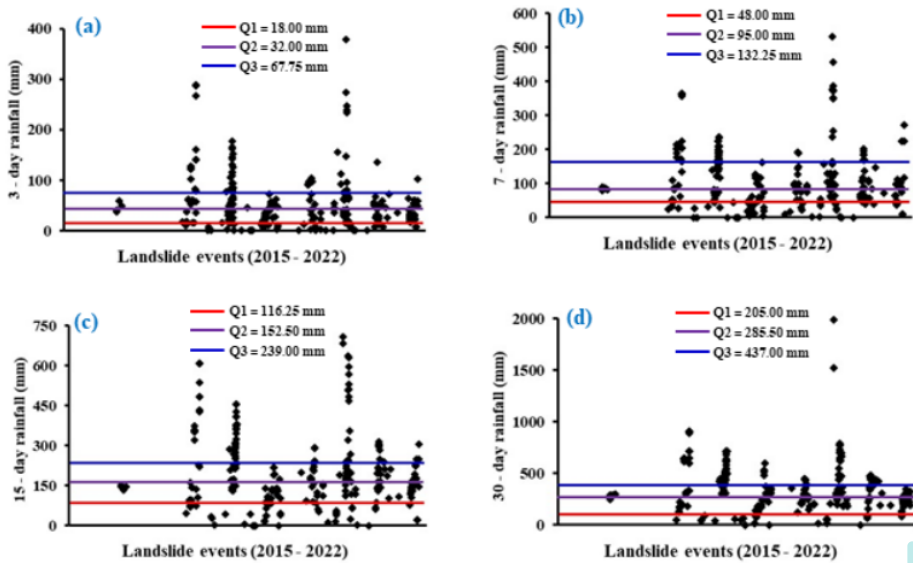 (a)
Q1 = 18.00 mm
Q2 = 32.00 mm
Q3 = 67.75 mm
400
300
200
100
0
3 - day rainfall (mm)
Landslide events (2015 - 2022)
(b)
Q1 = 48.00 mm
Q2 = 95.00 mm
Q3 = 132.25 mm
600
500
400
300
200
100
0
7 - day rainfall (mm)
Landslide events (2015 - 2022)
(c)
Q1 = 116.25 mm
Q2 = 152.50 mm
Q3 = 239.00 mm
750
600
450
300
150
0
15 - day rainfall (mm)
Landslide events (2015 - 2022)
(d)
Q1 = 205.00 mm
Q2 = 285.50 mm
Q3 = 437.00 mm
2000
1500
1000
500
0
30 - day rainfall (mm)
Landslide events (2015 - 2022)